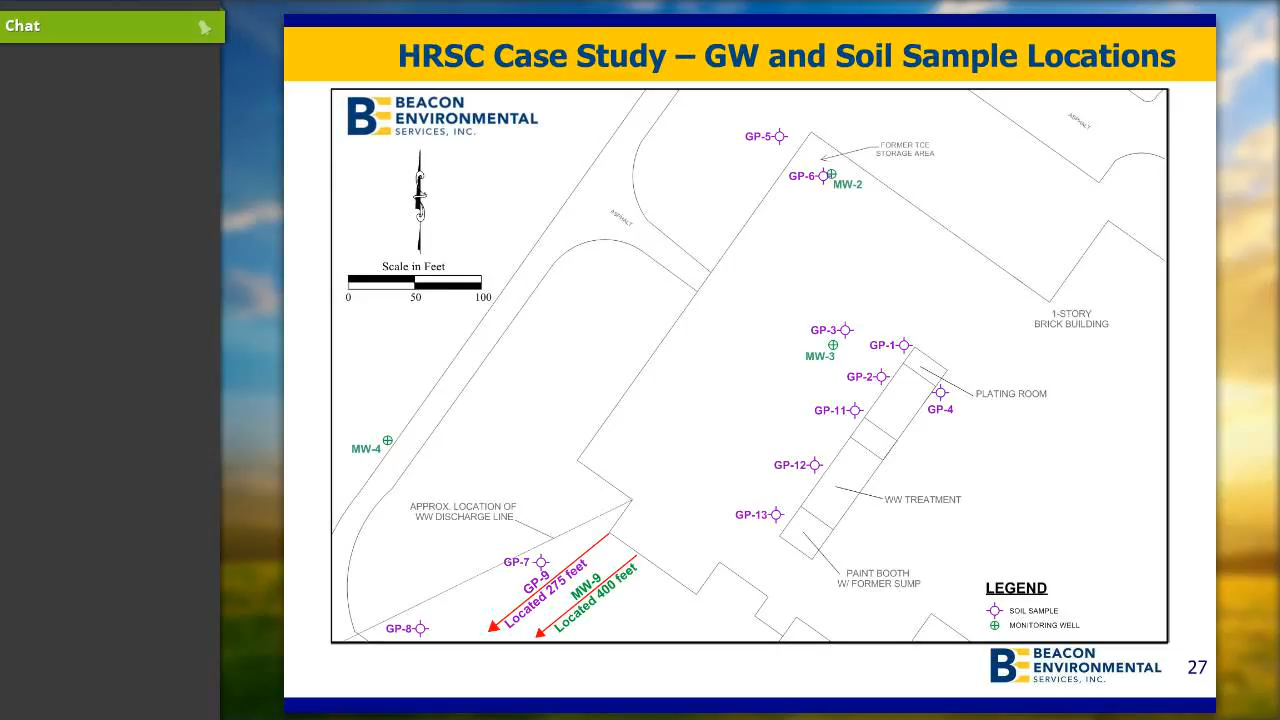 Chat
HRSC Case Study – GW and Soil Sample Locations
BEACON
ENVIRONMENTAL
SERVICES, INC.
Scale in Feet
0 50 100
ASPHALT
ASPHALT
GP-5
FORMER TCE
STORAGE AREA
GP-6
MW-2
1-STORY
BRICK BUILDING
GP-3
MW-3
GP-1
GP-2
PLATING ROOM
GP-4
GP-11
MW-4
GP-12
WW TREATMENT
APPROX. LOCATION OF
WW DISCHARGE LINE
GP-13
GP-7
GP-9
Located 275 feet
MW-9
Located 400 feet
PAINT BOOTH
W/ FORMER SUMP
GP-8
LEGEND
SOIL SAMPLE
MONITORING WELL
BEACON
ENVIRONMENTAL
SERVICES, INC.
27